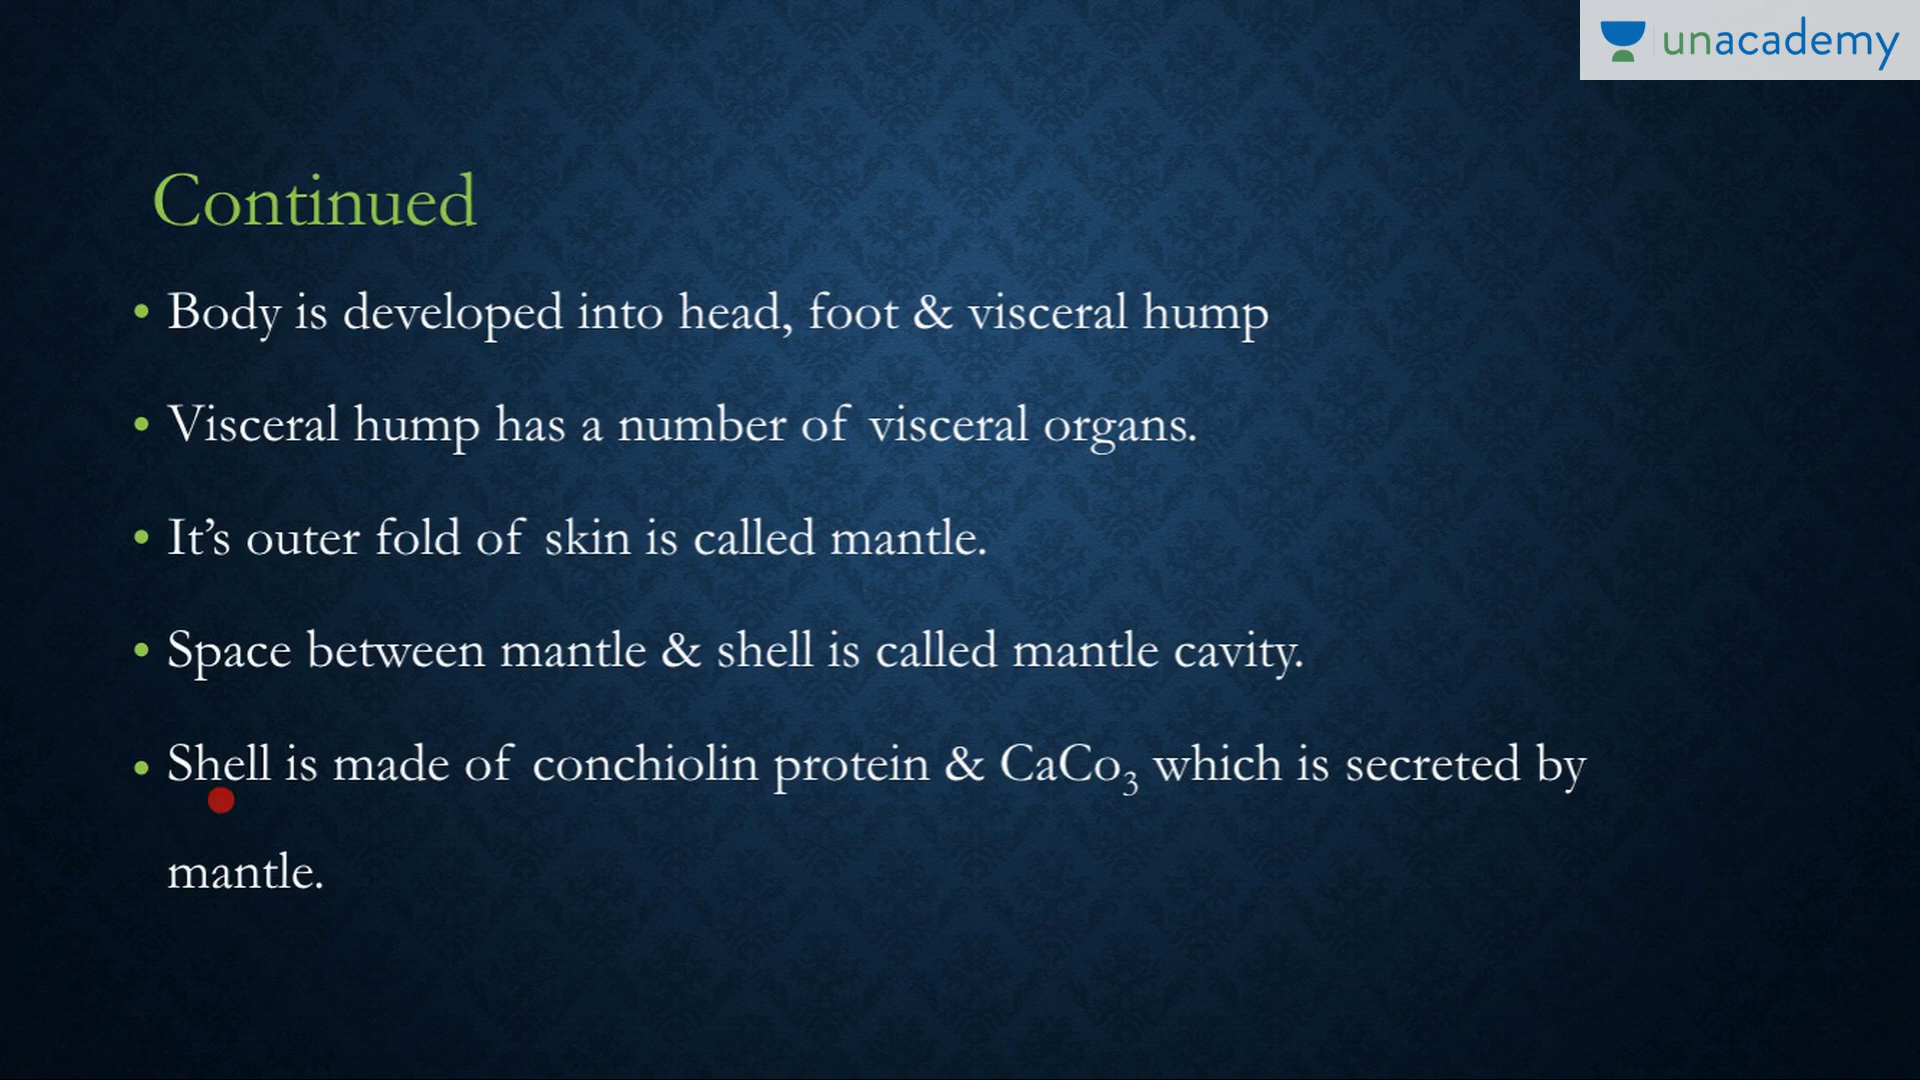 unacademy
Continued
• Body is developed into head, foot & visceral hump
• Visceral hump has a number of visceral organs.
• It’s outer fold of skin is called mantle.
• Space between mantle & shell is called mantle cavity.
• Shell is made of conchiolin protein & CaCo₃ which is secreted by
mantle.